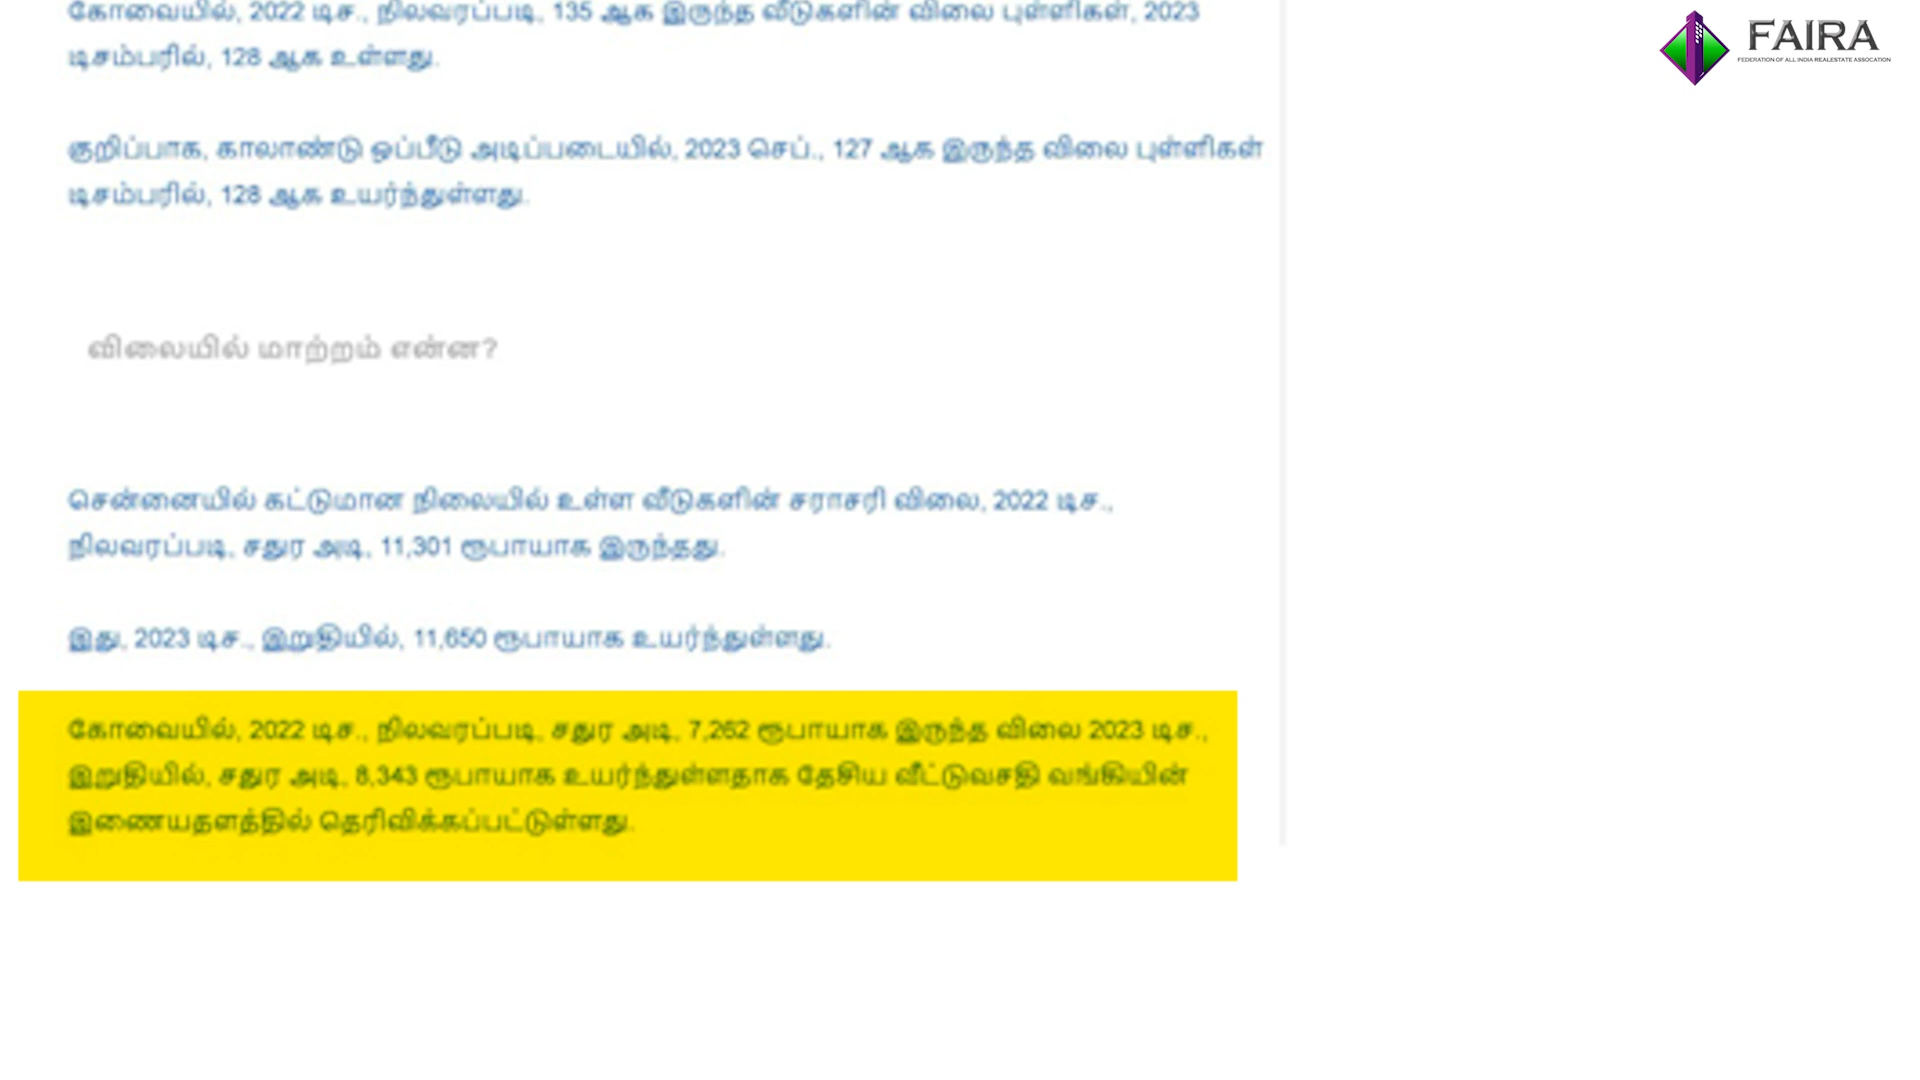 கோவையில், 2022 டிச., நிலவரப்படி, 135 ஆக இருந்த வீடுகளின் விலை புள்ளிகள், 2023
டிசம்பரில், 128 ஆக உள்ளது.
குறிப்பாக, காலாண்டு ஒப்பீடு அடிப்படையில், 2023 செப்., 127 ஆக இருந்த விலை புள்ளிகள்
டிசம்பரில், 128 ஆக உயர்ந்துள்ளது.
விலையில் மாற்றம் என்ன?
சென்னையில் கட்டுமான நிலையில் உள்ள வீடுகளின் சராசரி விலை, 2022 டிச.,
நிலவரப்படி, சதுர அடி, 11,301 ரூபாயாக இருந்தது.
இது, 2023 டிச., இறுதியில், 11,650 ரூபாயாக உயர்ந்துள்ளது.
கோவையில், 2022 டிச., நிலவரப்படி, சதுர அடி, 7,262 ரூபாயாக இருந்த விலை 2023 டிச.,
இறுதியில், சதுர அடி, 8,343 ரூபாயாக உயர்ந்துள்ளதாக தேசிய வீட்டுவசதி வங்கியின்
இணையதளத்தில் தெரிவிக்கப்பட்டுள்ளது.
FAIRA
FEDERATION OF ALL INDIA REALESTATE ASSOCATION